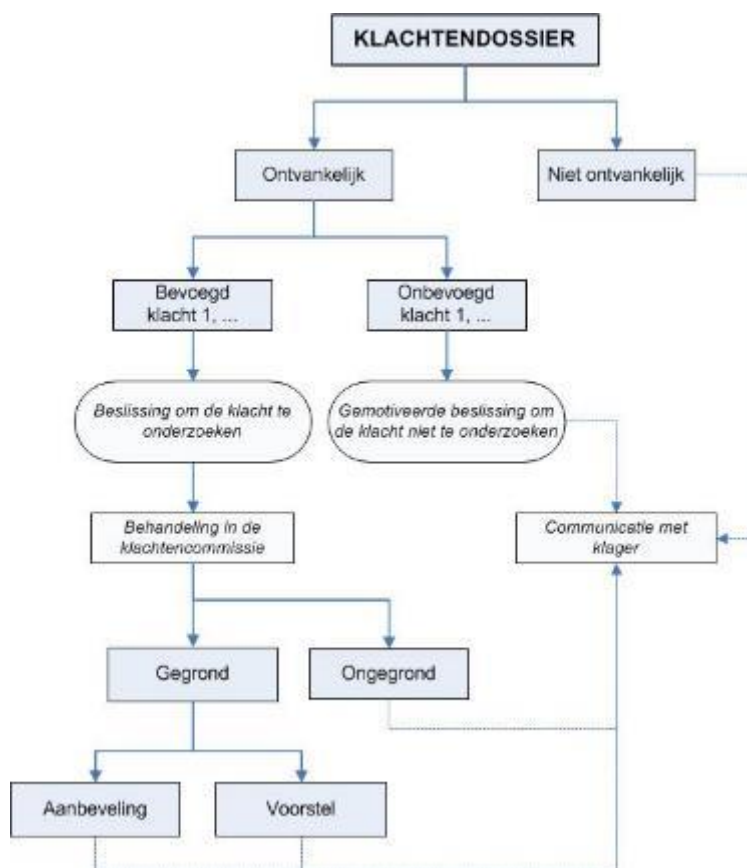 KLACHTENDOSSIER
Ontvankelijk
Niet ontvankelijk
Bevoegd
klacht 1, ...
Onbevoegd
klacht 1, ...
Beslissing om de klacht te
onderzoeken
Gemotiveerde beslissing om
de klacht niet te onderzoeken
Behandeling in de
klachtencommissie
Communicatie met
klager
Gegrond
Ongegrond
Aanbeveling
Voorstel